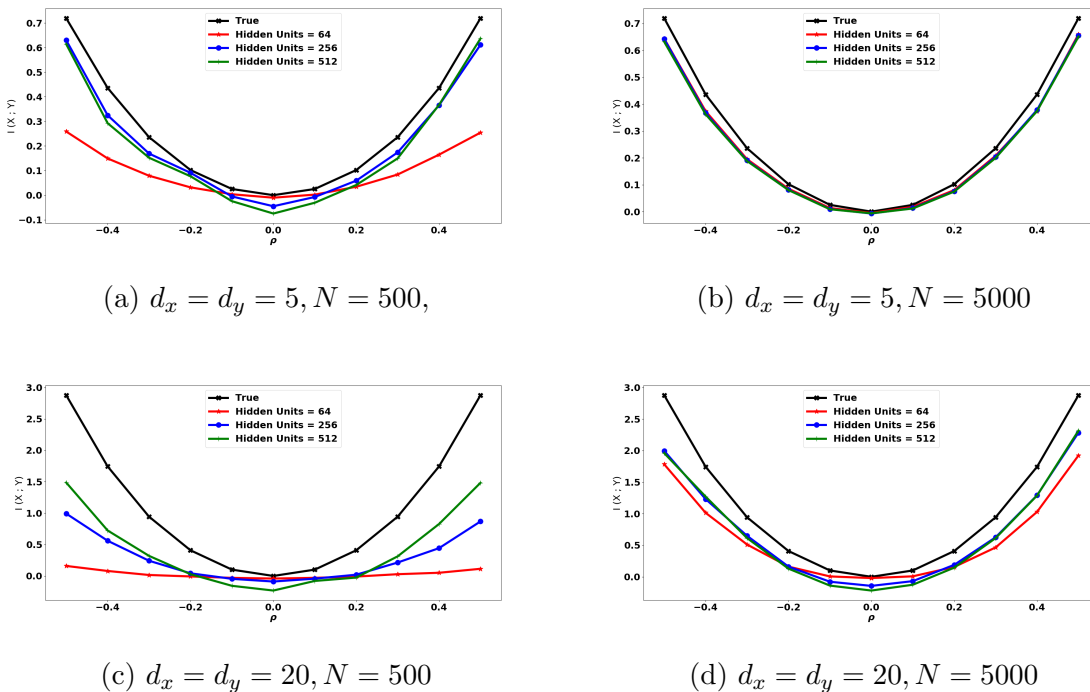 True
Hidden Units = 64
Hidden Units = 256
Hidden Units = 512
I (X ; Y)
0.7
0.6
0.5
0.4
0.3
0.2
0.1
0.0
−0.1
−0.4
−0.2
0.0
0.2
0.4
ρ
(a) d_x = d_y = 5, N = 500,
True
Hidden Units = 64
Hidden Units = 256
Hidden Units = 512
I (X ; Y)
0.7
0.6
0.5
0.4
0.3
0.2
0.1
0.0
−0.4
−0.2
0.0
0.2
0.4
ρ
(b) d_x = d_y = 5, N = 5000
True
Hidden Units = 64
Hidden Units = 256
Hidden Units = 512
I (X ; Y)
3.0
2.5
2.0
1.5
1.0
0.5
0.0
−0.4
−0.2
0.0
0.2
0.4
ρ
(c) d_x = d_y = 20, N = 500
True
Hidden Units = 64
Hidden Units = 256
Hidden Units = 512
I (X ; Y)
3.0
2.5
2.0
1.5
1.0
0.5
0.0
−0.4
−0.2
0.0
0.2
0.4
ρ
(d) d_x = d_y = 20, N = 5000